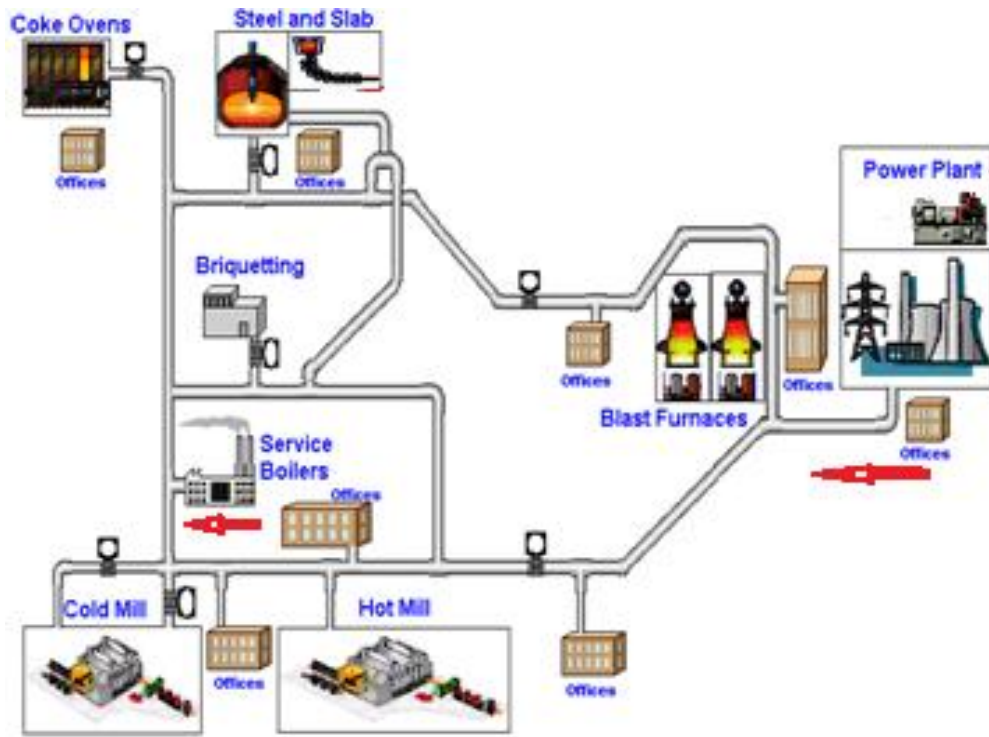 Coke Ovens
Steel and Slab
Offices
Offices
Power Plant
Briquetting
Offices
Offices
Blast Furnaces
Offices
Service
Boilers
Offices
Cold Mill
Hot Mill
Offices
Offices